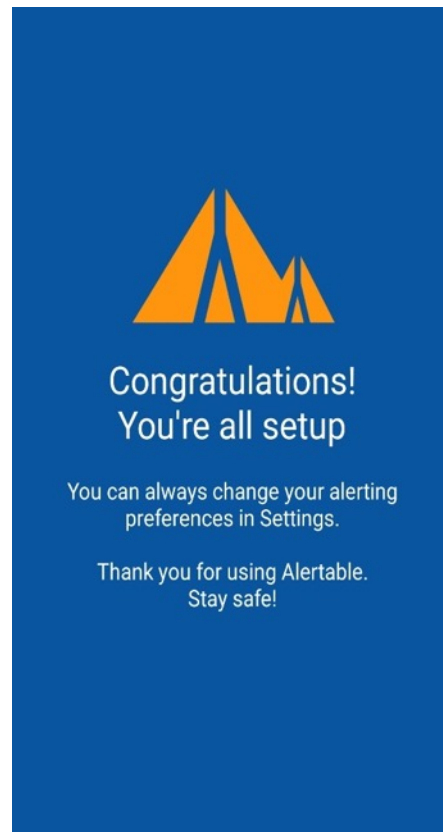 Congratulations!
You're all setup
You can always change your alerting
preferences in Settings.
Thank you for using Alertable.
Stay safe!